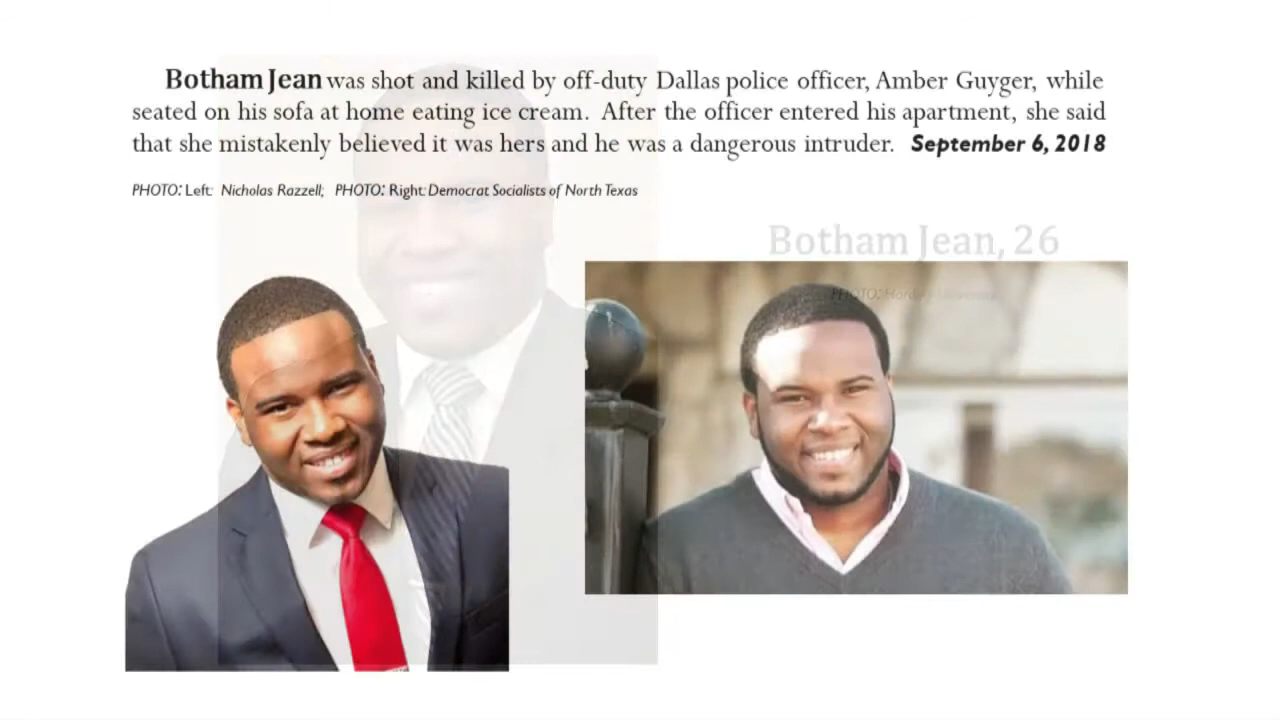 Botham Jean was shot and killed by off-duty Dallas police officer, Amber Guyger, while
seated on his sofa at home eating ice cream. After the officer entered his apartment, she said
that she mistakenly believed it was hers and he was a dangerous intruder. September 6, 2018
PHOTO: Left: Nicholas Razzell; PHOTO: Right: Democrat Socialists of North Texas
Botham Jean, 26
PHOTO: